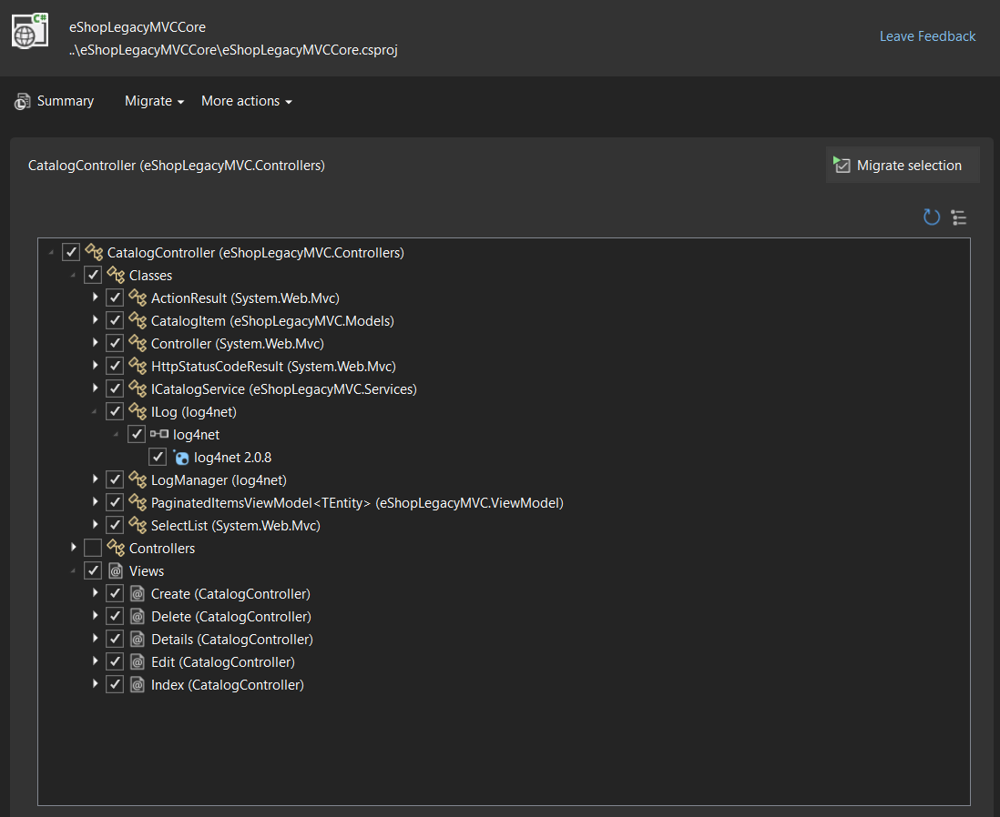 C#
eShopLegacyMVCCore
..\eShopLegacyMVCCore\eShopLegacyMVCCore.csproj
Leave Feedback
Summary Migrate More actions
CatalogController (eShopLegacyMVC.Controllers)
Migrate selection
CatalogController (eShopLegacyMVC.Controllers)
Classes
ActionResult (System.Web.Mvc)
CatalogItem (eShopLegacyMVC.Models)
Controller (System.Web.Mvc)
HttpStatusCodeResult (System.Web.Mvc)
ICatalogService (eShopLegacyMVC.Services)
ILog (log4net)
log4net
log4net 2.0.8
LogManager (log4net)
PaginatedItemsViewModel<TEntity> (eShopLegacyMVC.ViewModel)
SelectList (System.Web.Mvc)
Controllers
Views
Create (CatalogController)
Delete (CatalogController)
Details (CatalogController)
Edit (CatalogController)
Index (CatalogController)